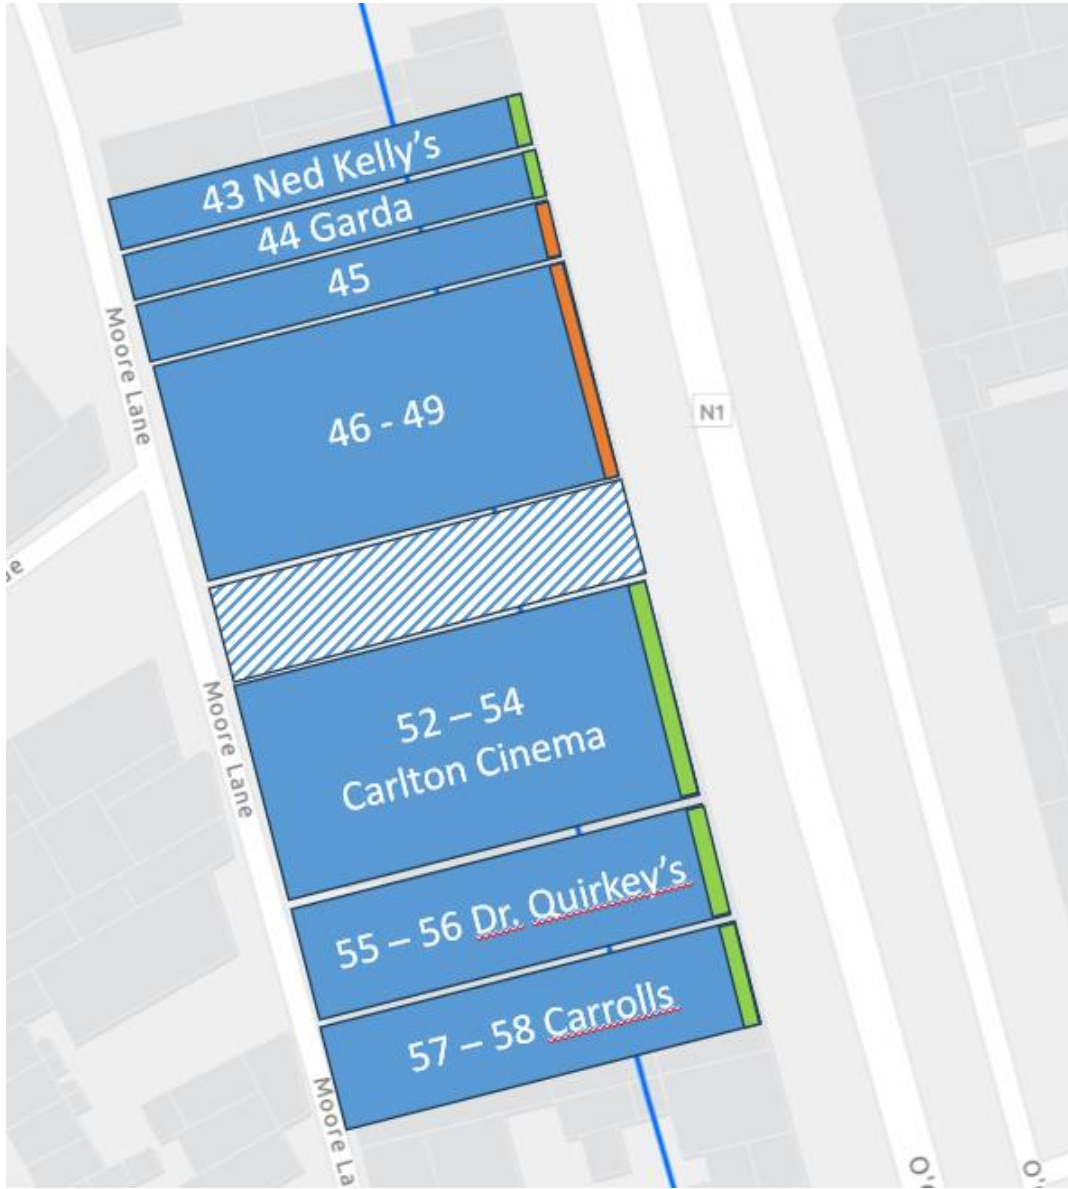 43 Ned Kelly’s
44 Garda
45
Moore Lane
46 - 49
N1
Moore Lane
52 – 54
Carlton Cinema
55 – 56 Dr. Quirkey’s
57 – 58 Carrolls
Moore La